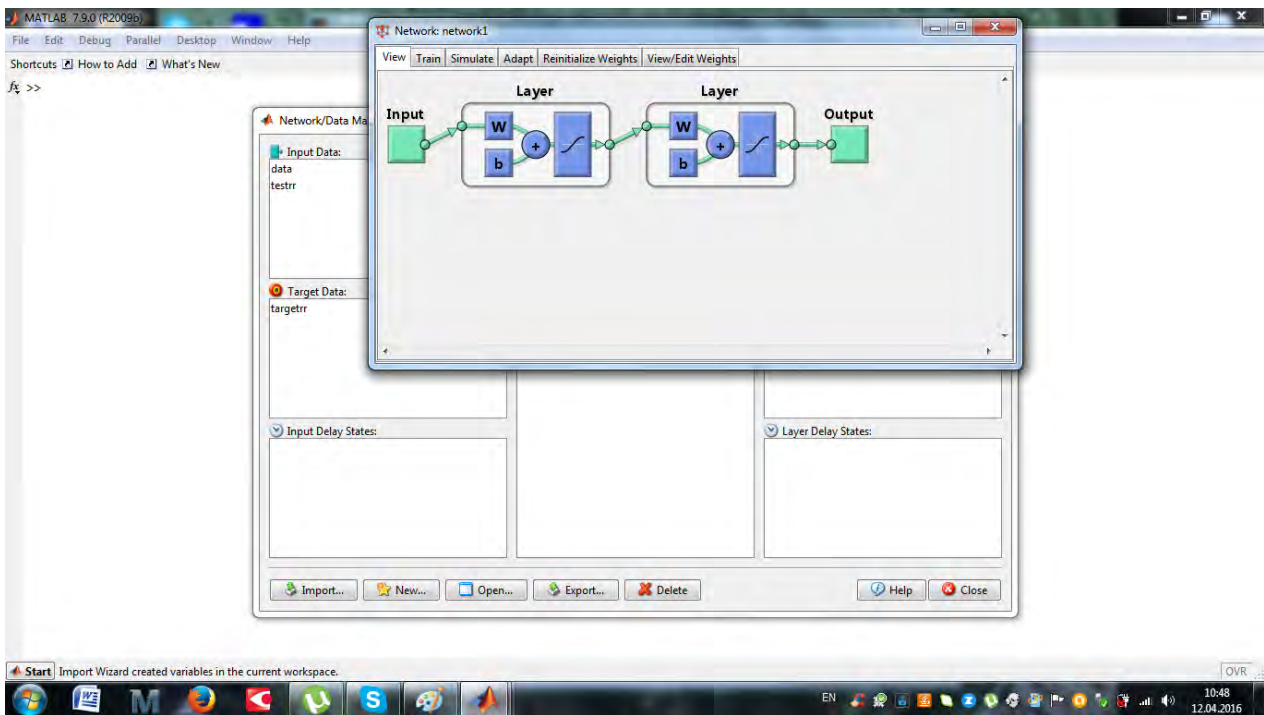 MATLAB 7.9.0 (R2009b)
File Edit Debug Parallel Desktop Window Help
Shortcuts How to Add What's New
fx >>
Network: network1
View Train Simulate Adapt Reinitialize Weights View/Edit Weights
Layer Layer
Input Output
W W
+ +
b b
Network/Data Ma
Input Data:
data
testrr
Target Data:
targetrr
Input Delay States:
Layer Delay States:
Import... New... Open... Export... Delete Help Close
Start Import Wizard created variables in the current workspace.
OVR
EN
10:48
12.04.2016